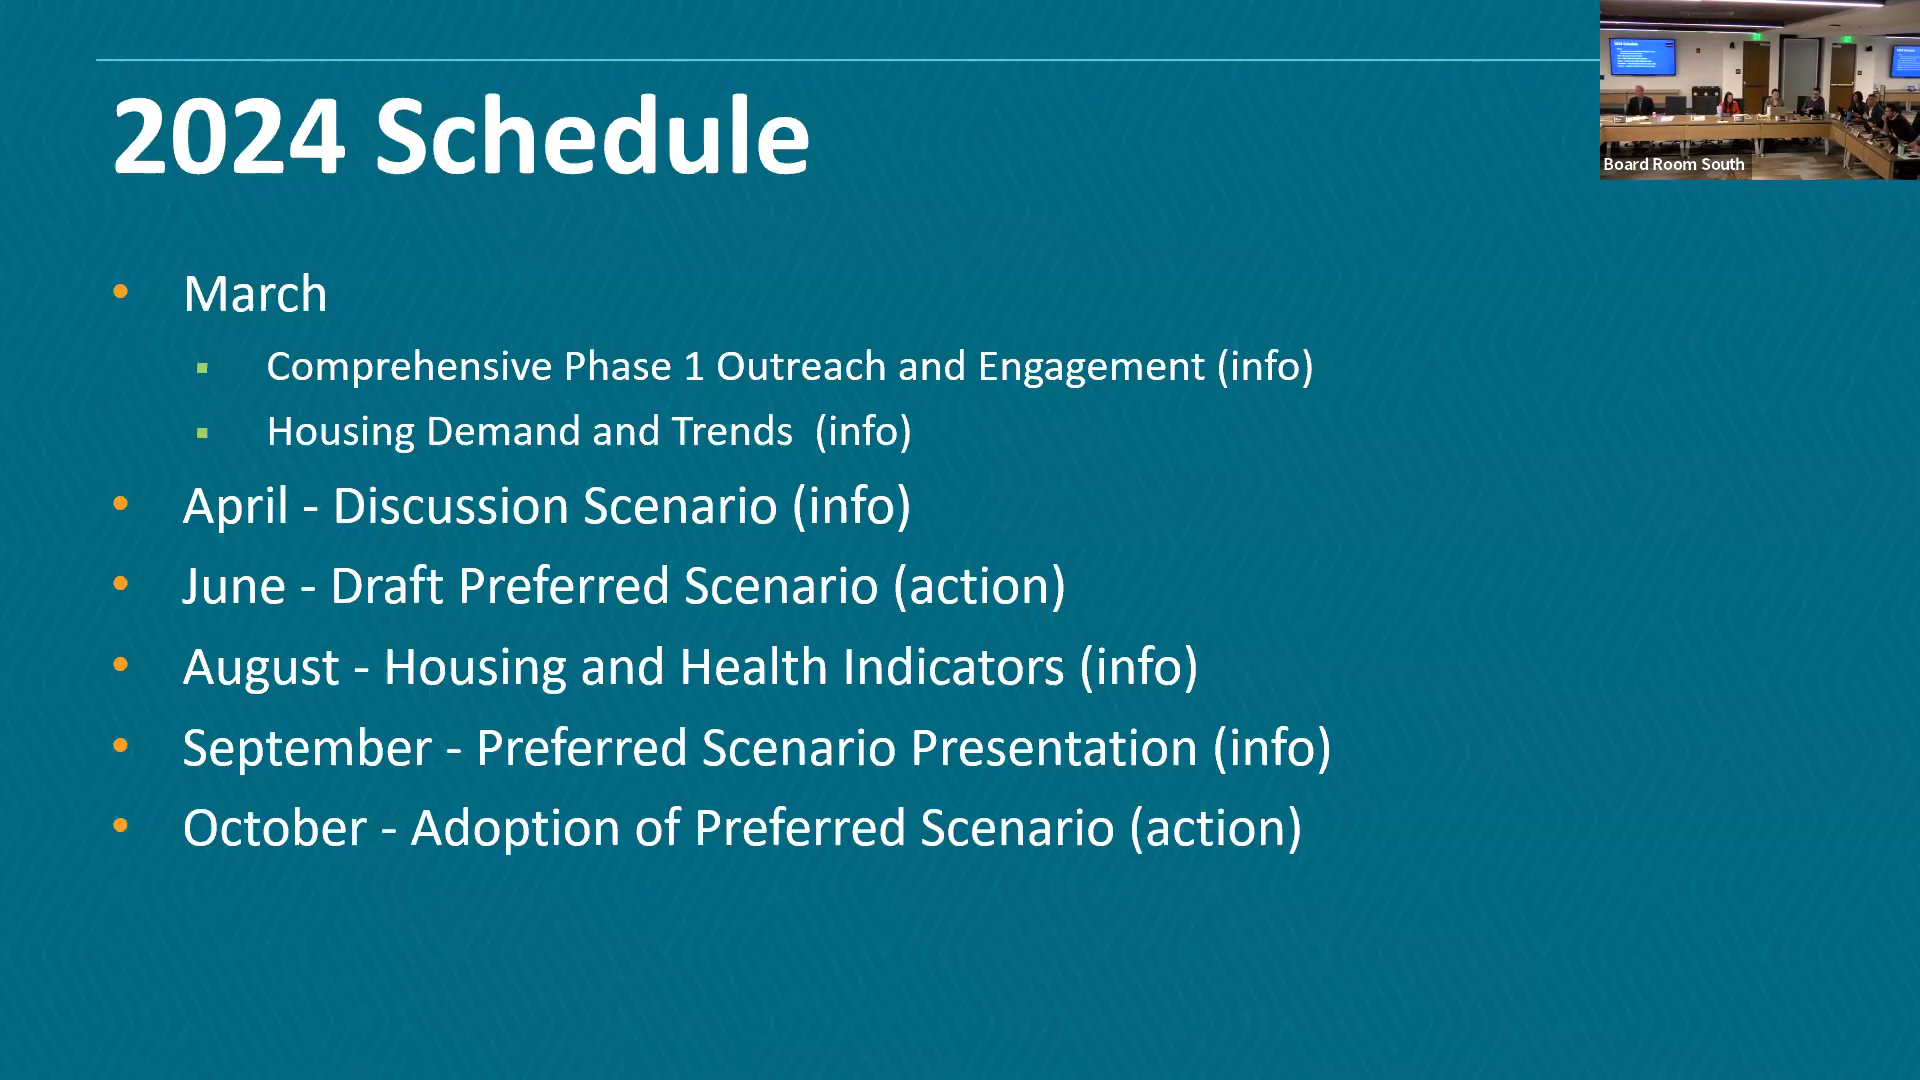 2024 Schedule
Board Room South
• March
▪ Comprehensive Phase 1 Outreach and Engagement (info)
▪ Housing Demand and Trends  (info)
• April - Discussion Scenario (info)
• June - Draft Preferred Scenario (action)
• August - Housing and Health Indicators (info)
• September - Preferred Scenario Presentation (info)
• October - Adoption of Preferred Scenario (action)